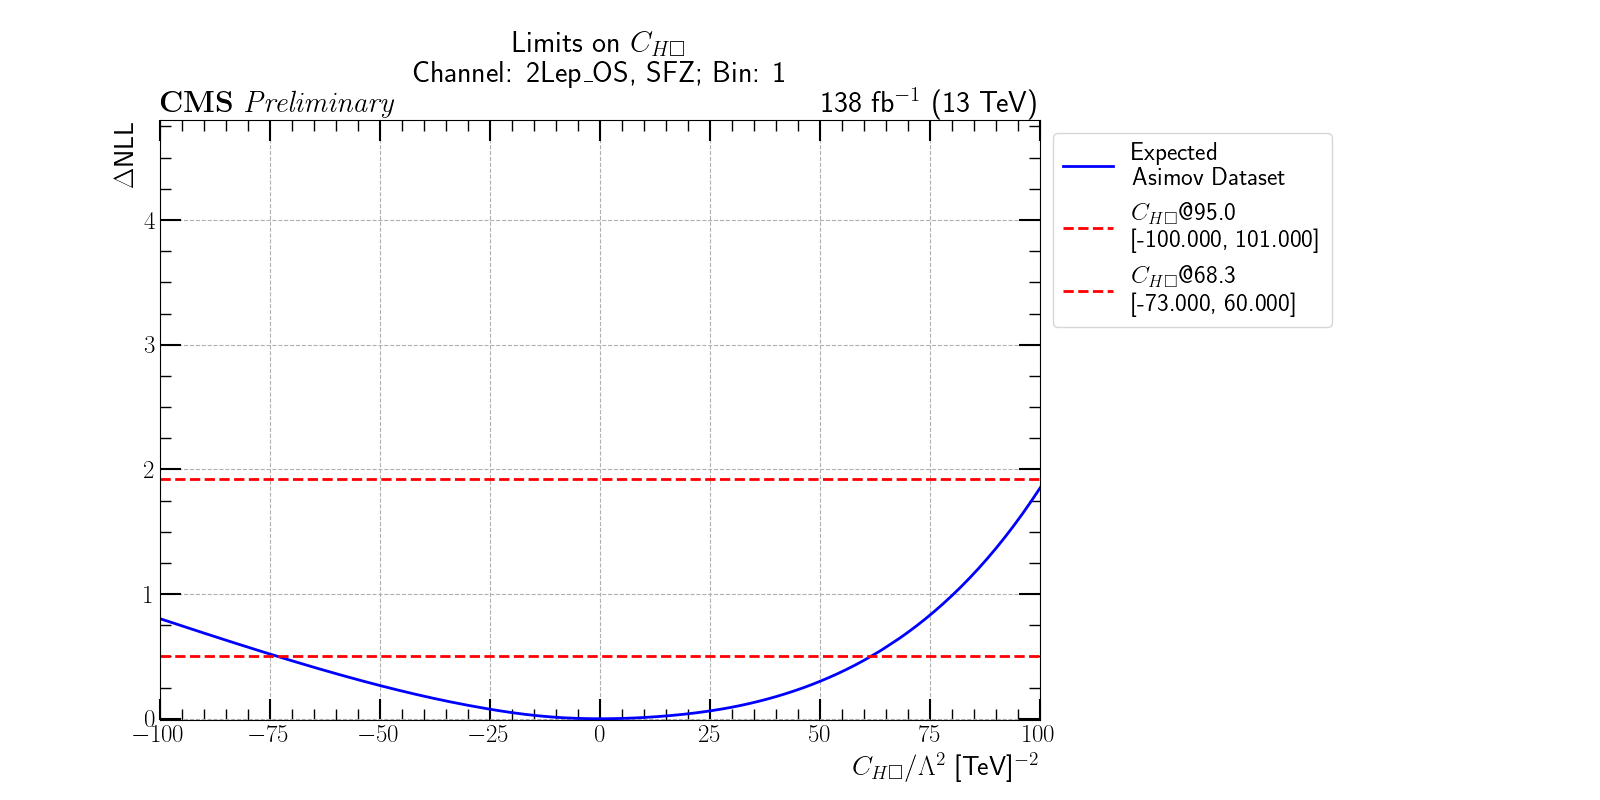 Limits on C_{H□}
Channel: 2Lep_OS, SFZ; Bin: 1
CMS Preliminary
138 fb⁻¹ (13 TeV)
ΔNLL
4
3
2
1
0
−100 −75 −50 −25 0 25 50 75 100
C_{H□}/Λ² [TeV]⁻²
Expected
Asimov Dataset
C_{H□}@95.0
[-100.000, 101.000]
C_{H□}@68.3
[-73.000, 60.000]